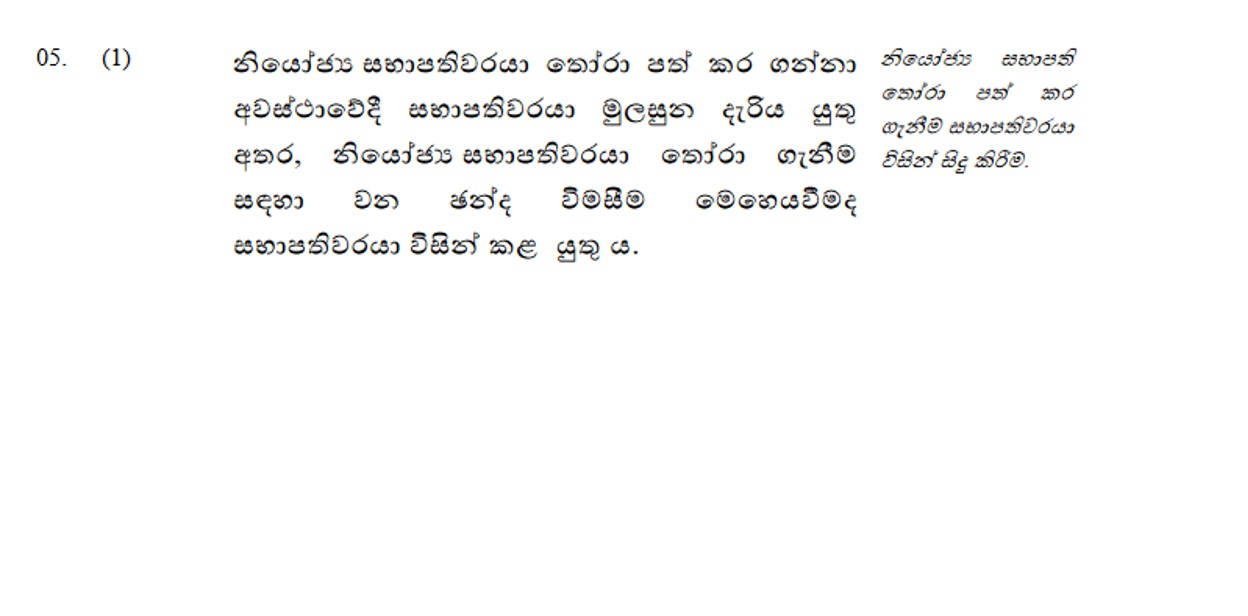 05. (1) නියෝජ්‍ය සභාපතිවරයා තෝරා පත් කර ගන්නා
අවස්ථාවේදී සභාපතිවරයා මුලසුන දැරිය යුතු
අතර, නියෝජ්‍ය සභාපතිවරයා තෝරා ගැනීම
සඳහා වන ඡන්ද විමසීම මෙහෙයවීමද
සභාපතිවරයා විසින් කළ යුතු ය.
නියෝජ්‍ය සභාපති
තෝරා පත් කර
ගැනීම සභාපතිවරයා
විසින් සිදු කිරීම.